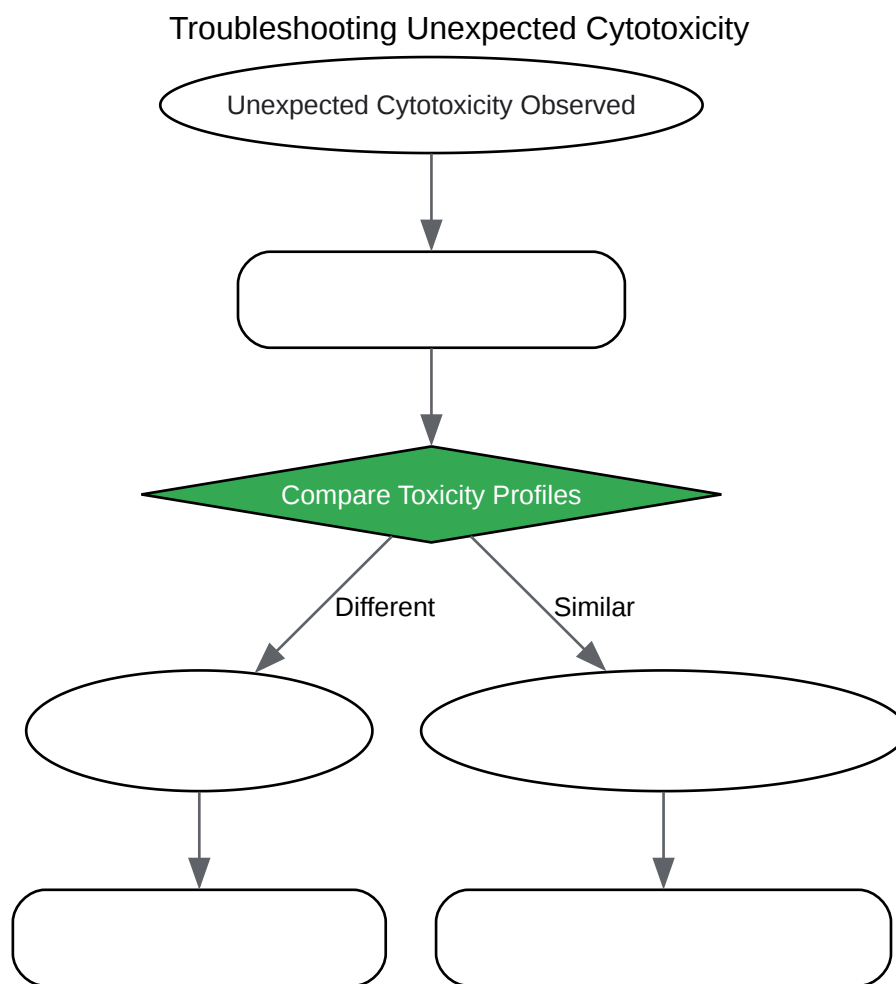 Troubleshooting Unexpected Cytotoxicity
Unexpected Cytotoxicity Observed
Compare Toxicity Profiles
Different
Similar